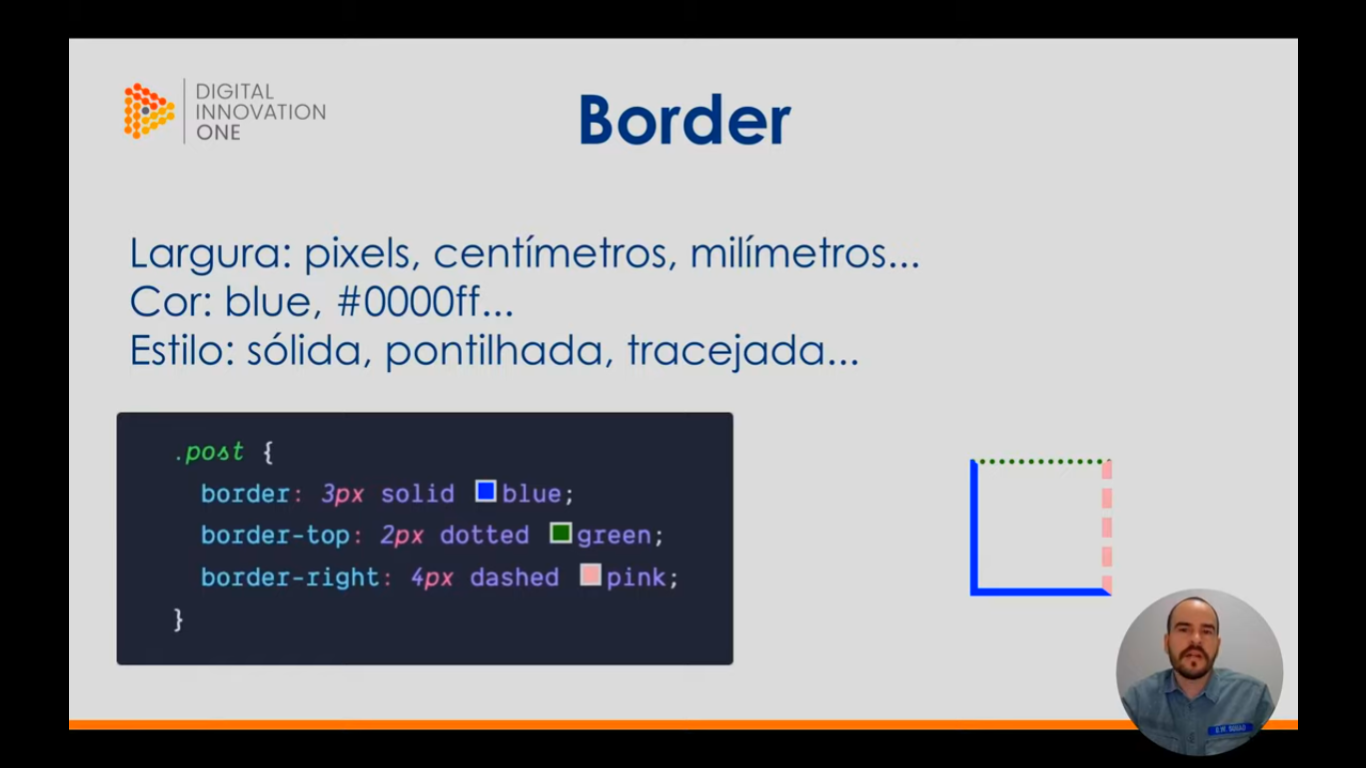 DIGITAL
INNOVATION
ONE
Border
Largura: pixels, centímetros, milímetros...
Cor: blue, #0000ff...
Estilo: sólida, pontilhada, tracejada...
.post {
border: 3px solid blue;
border-top: 2px dotted green;
border-right: 4px dashed pink;
}